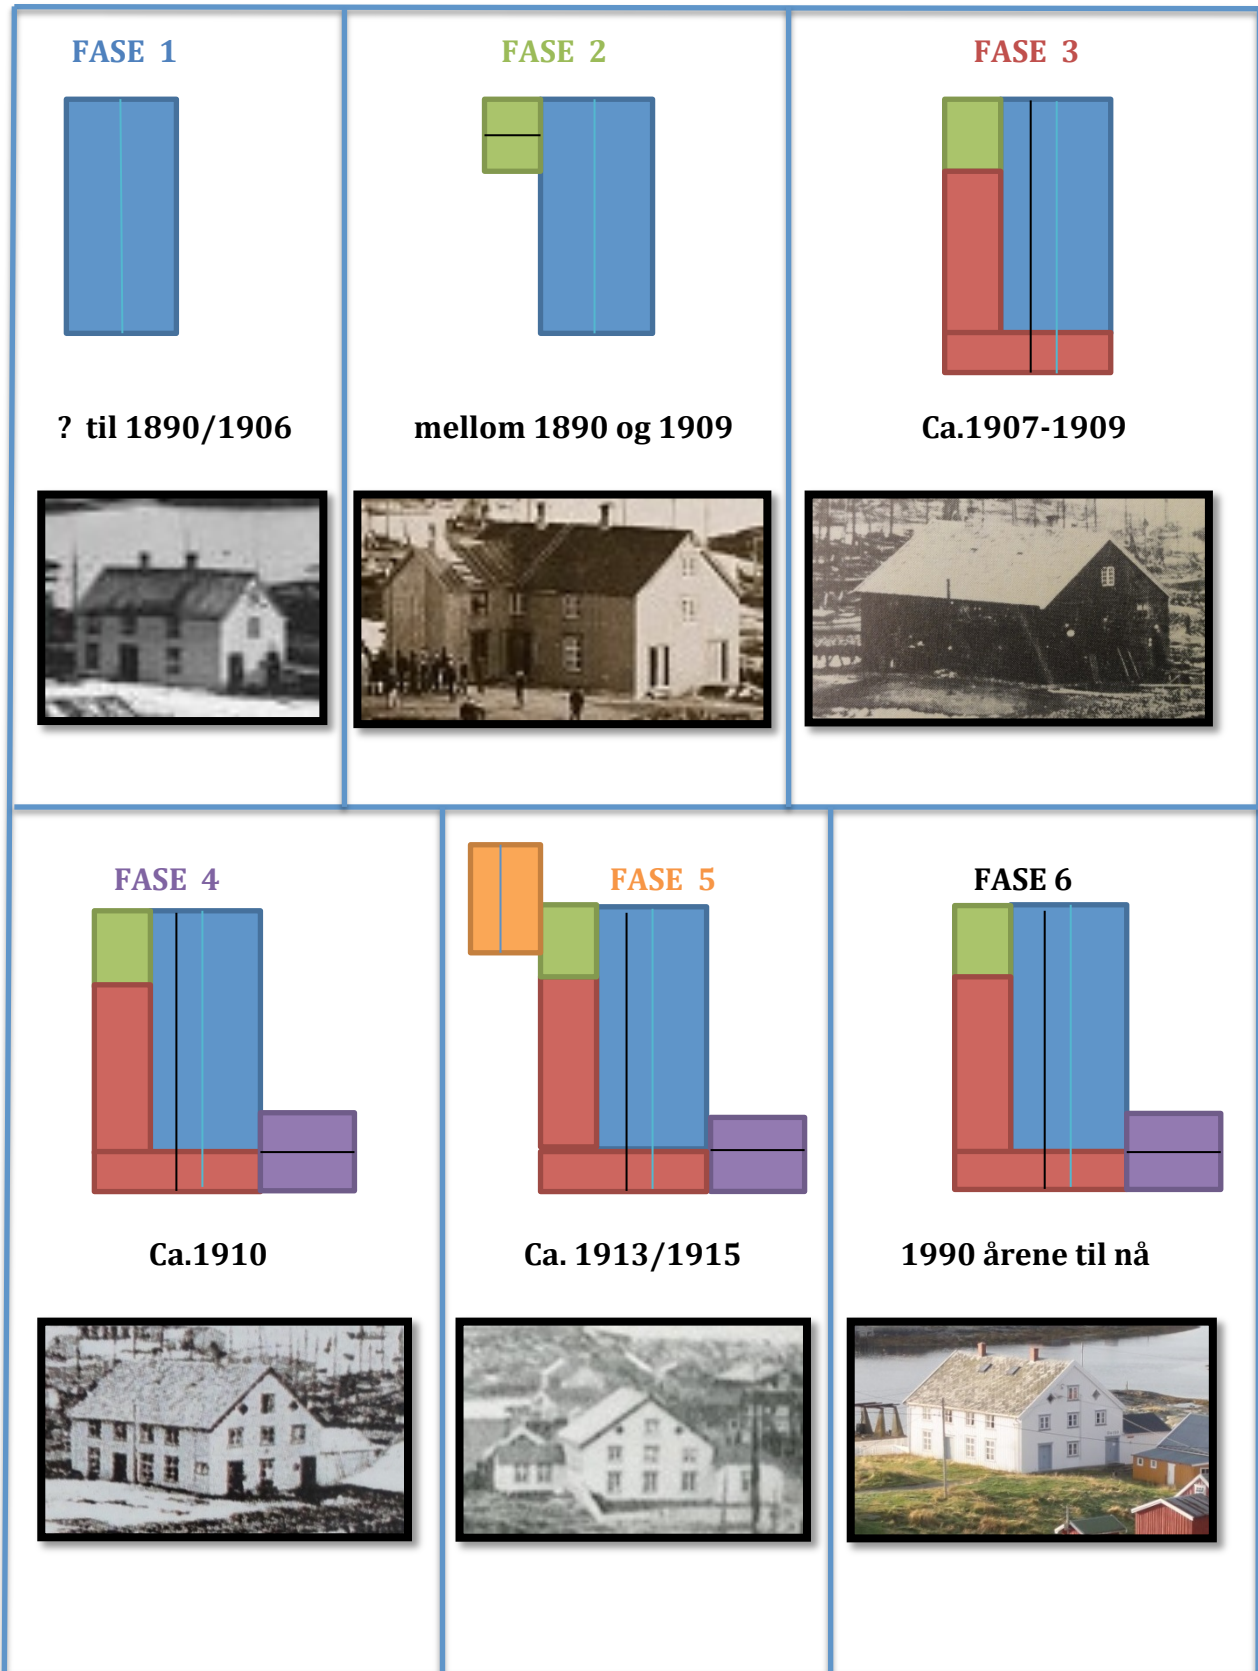 FASE 1
FASE 2
FASE 3
? til 1890/1906
mellom 1890 og 1909
Ca.1907-1909
FASE 4
FASE 5
FASE 6
Ca.1910
Ca. 1913/1915
1990 årene til nå